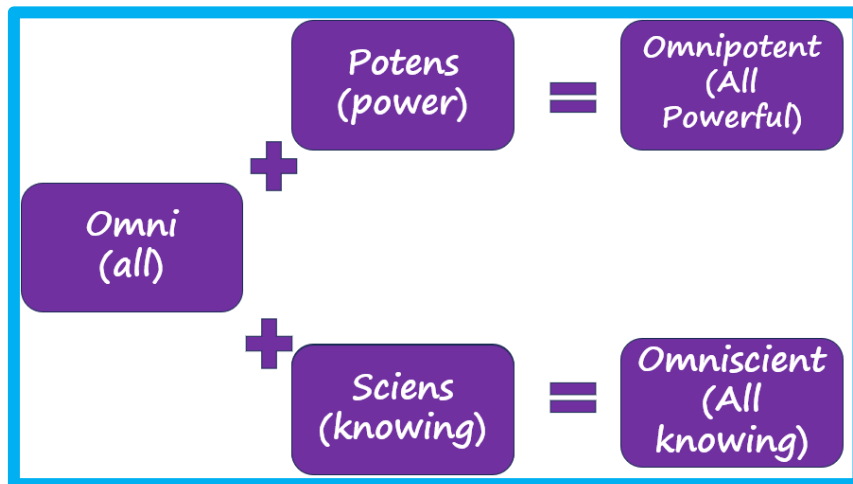 Omni
(all)
+
Potens
(power)
=
Omnipotent
(All
Powerful)
+
Sciens
(knowing)
=
Omniscient
(All
knowing)